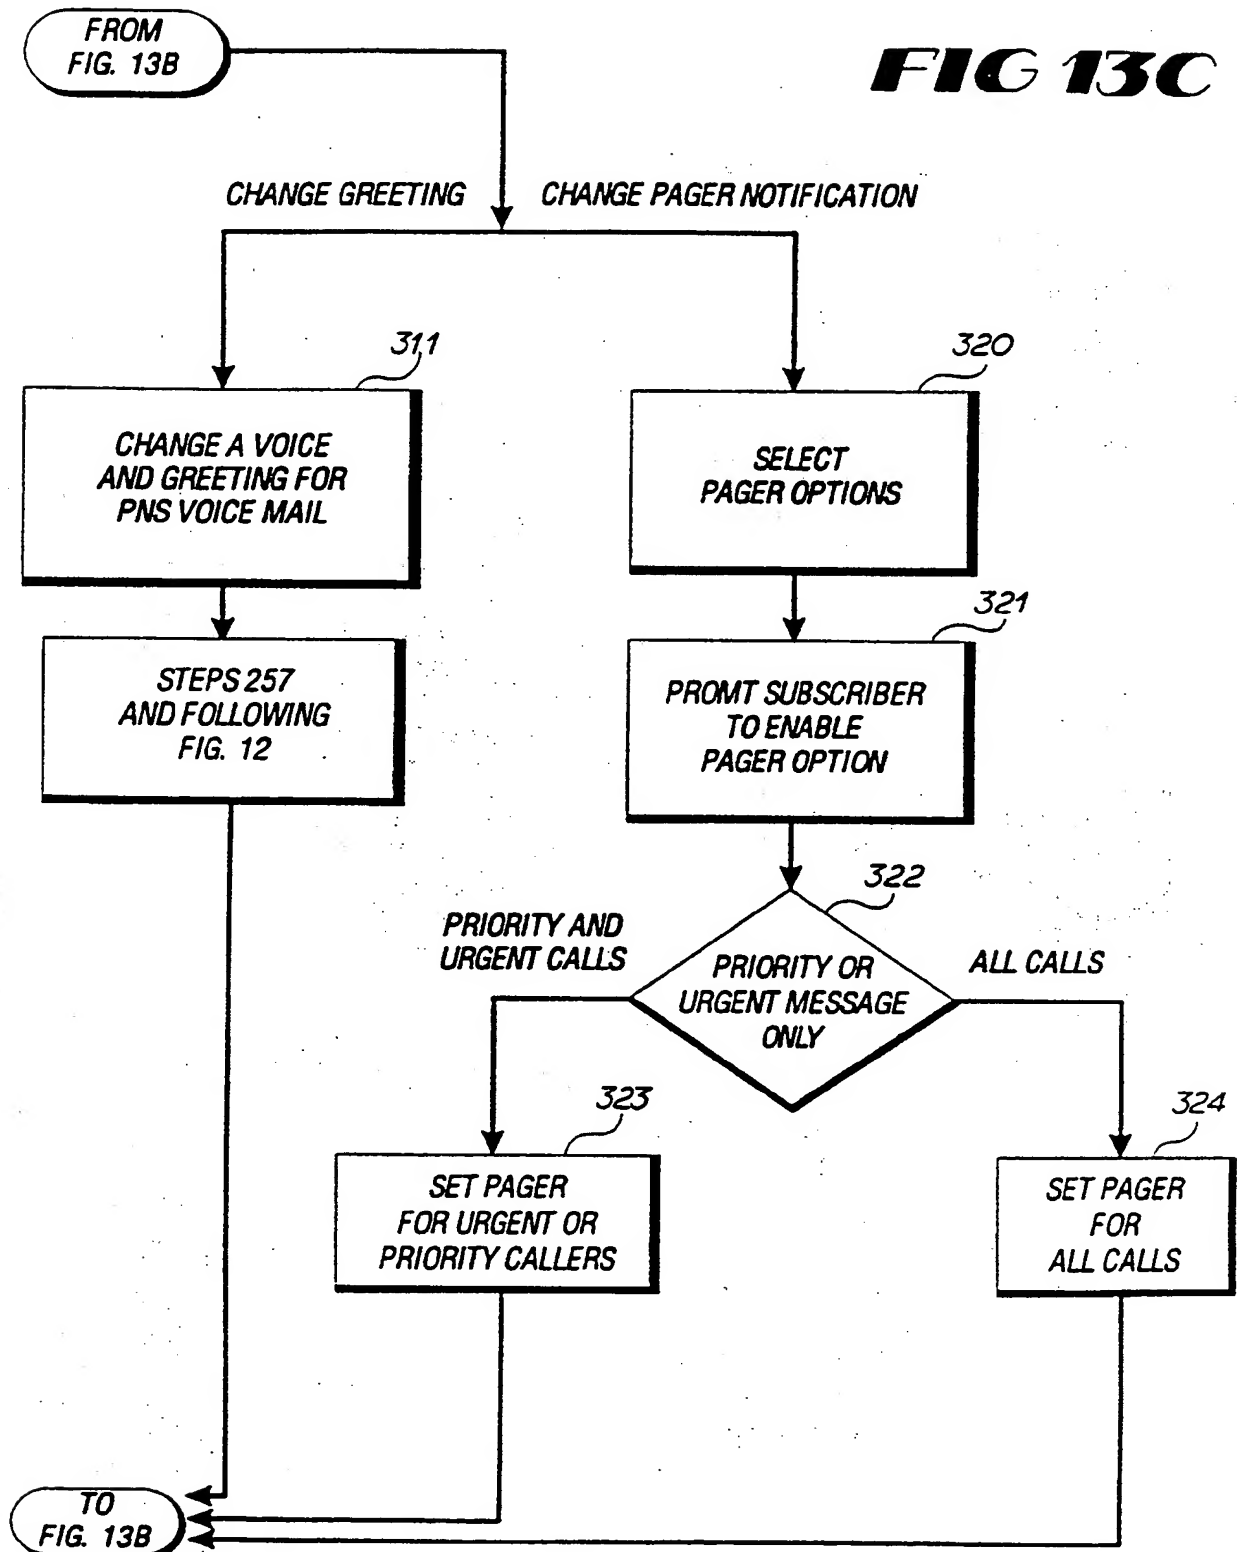 FROM
FIG. 13B
FIG 13C
CHANGE GREETING
CHANGE PAGER NOTIFICATION
311
320
CHANGE A VOICE
AND GREETING FOR
PNS VOICE MAIL
SELECT
PAGER OPTIONS
321
STEPS 257
AND FOLLOWING
FIG. 12
PROMT SUBSCRIBER
TO ENABLE
PAGER OPTION
322
PRIORITY AND
URGENT CALLS
PRIORITY OR
URGENT MESSAGE
ONLY
ALL CALLS
323
324
SET PAGER
FOR URGENT OR
PRIORITY CALLERS
SET PAGER
FOR
ALL CALLS
TO
FIG. 13B